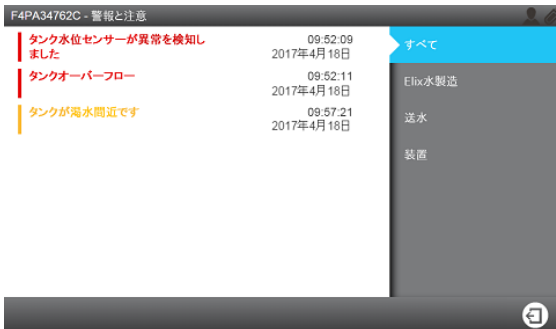 F4PA34762C - 警報と注意
タンク水位センサーが異常を検知し
ました
09:52:09
2017年4月18日
タンクオーバーフロー
09:52:11
2017年4月18日
タンクが渇水間近です
09:57:21
2017年4月18日
すべて
Elix水製造
送水
装置